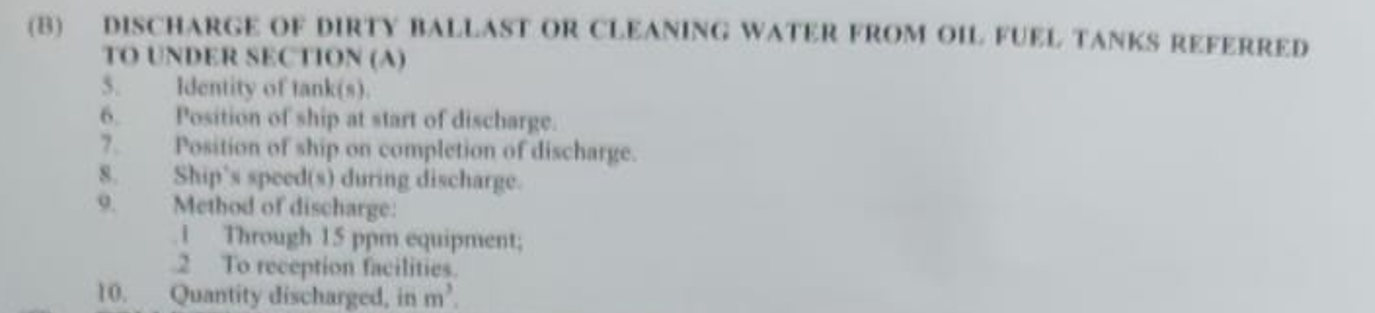 (B) DISCHARGE OF DIRTY BALLAST OR CLEANING WATER FROM OIL FUEL TANKS REFERRED
TO UNDER SECTION (A)
5. Identity of tank(s).
6. Position of ship at start of discharge.
7. Position of ship on completion of discharge.
8. Ship's speed(s) during discharge.
9. Method of discharge:
.1 Through 15 ppm equipment;
.2 To reception facilities.
10. Quantity discharged, in m³.